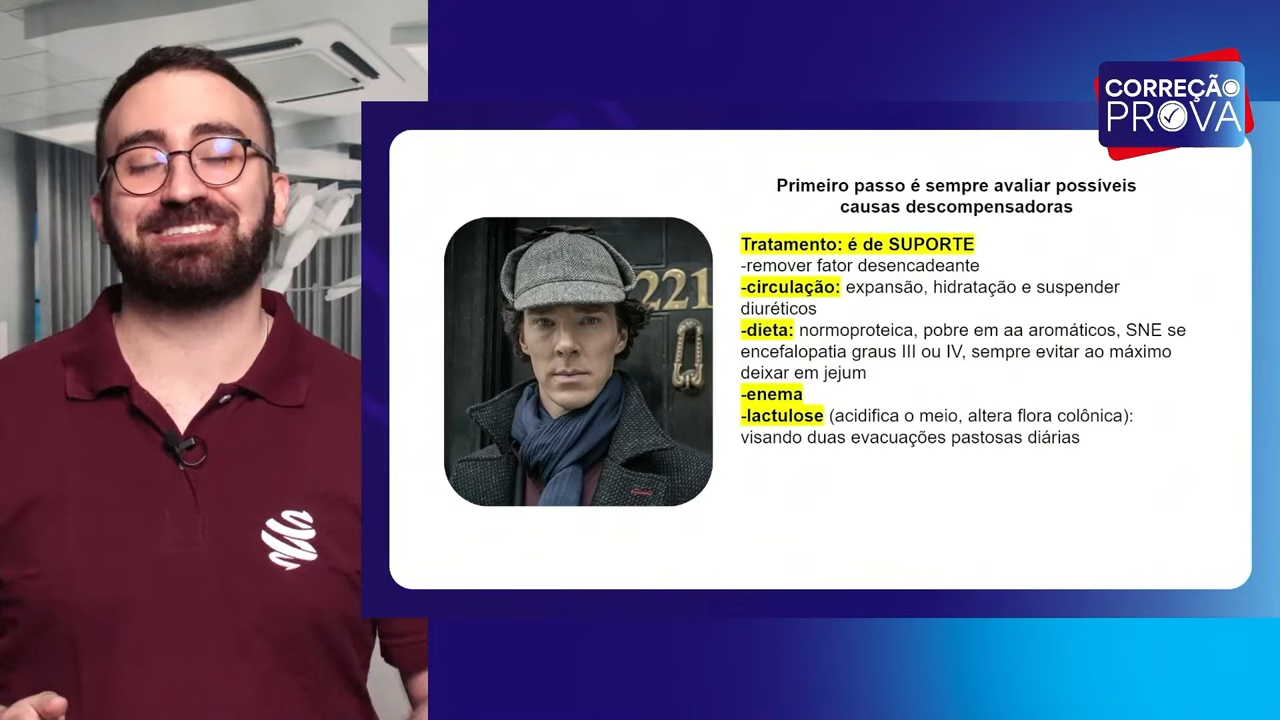 CORREÇÃO
PROVA
Primeiro passo é sempre avaliar possíveis
causas descompensadoras
221
Tratamento: é de SUPORTE
-remover fator desencadeante
-circulação: expansão, hidratação e suspender
diuréticos
-dieta: normoproteica, pobre em aa aromáticos, SNE se
encefalopatia graus III ou IV, sempre evitar ao máximo
deixar em jejum
-enema
-lactulose (acidifica o meio, altera flora colônica):
visando duas evacuações pastosas diárias